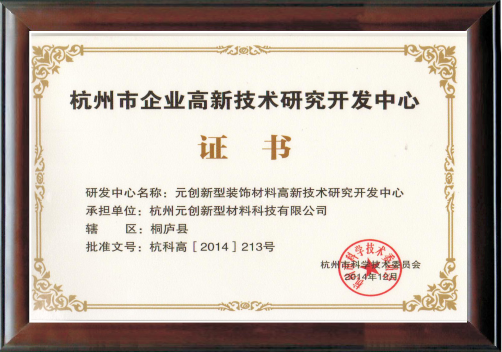 杭州市企业高新技术研究开发中心
证 书
研发中心名称：元创新型装饰材料高新技术研究开发中心
承担单位：杭州元创新型材料科技有限公司
辖 区：桐庐县
批准文号：杭科高［2014］213号
杭州市科学技术委员会
2014年12月